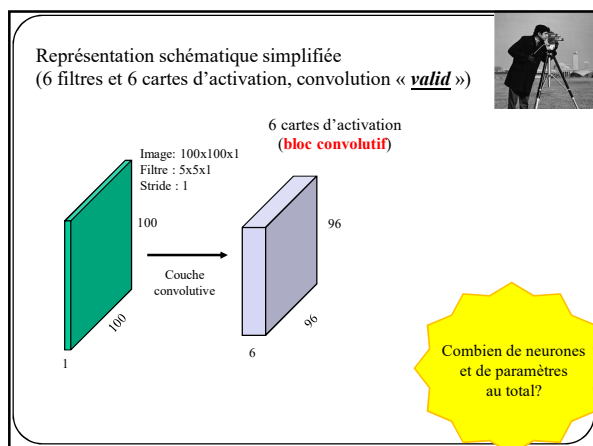 Représentation schématique simplifiée
(6 filtres et 6 cartes d'activation, convolution « valid »)
6 cartes d'activation
(bloc convolutif)
Image: 100x100x1
Filtre : 5x5x1
Stride : 1
100
96
Couche
convolutive
100
96
1
6
Combien de neurones
et de paramètres
au total?